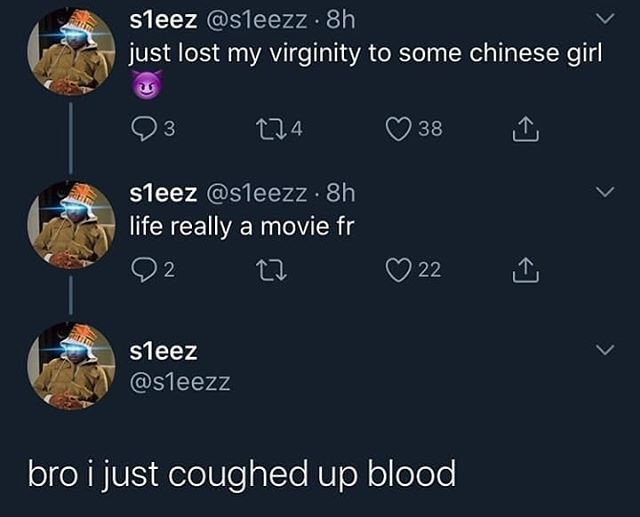 s1eez @s1eezz · 8h
just lost my virginity to some chinese girl
😈
3 4 38
s1eez @s1eezz · 8h
life really a movie fr
2 22
s1eez
@s1eezz
bro i just coughed up blood